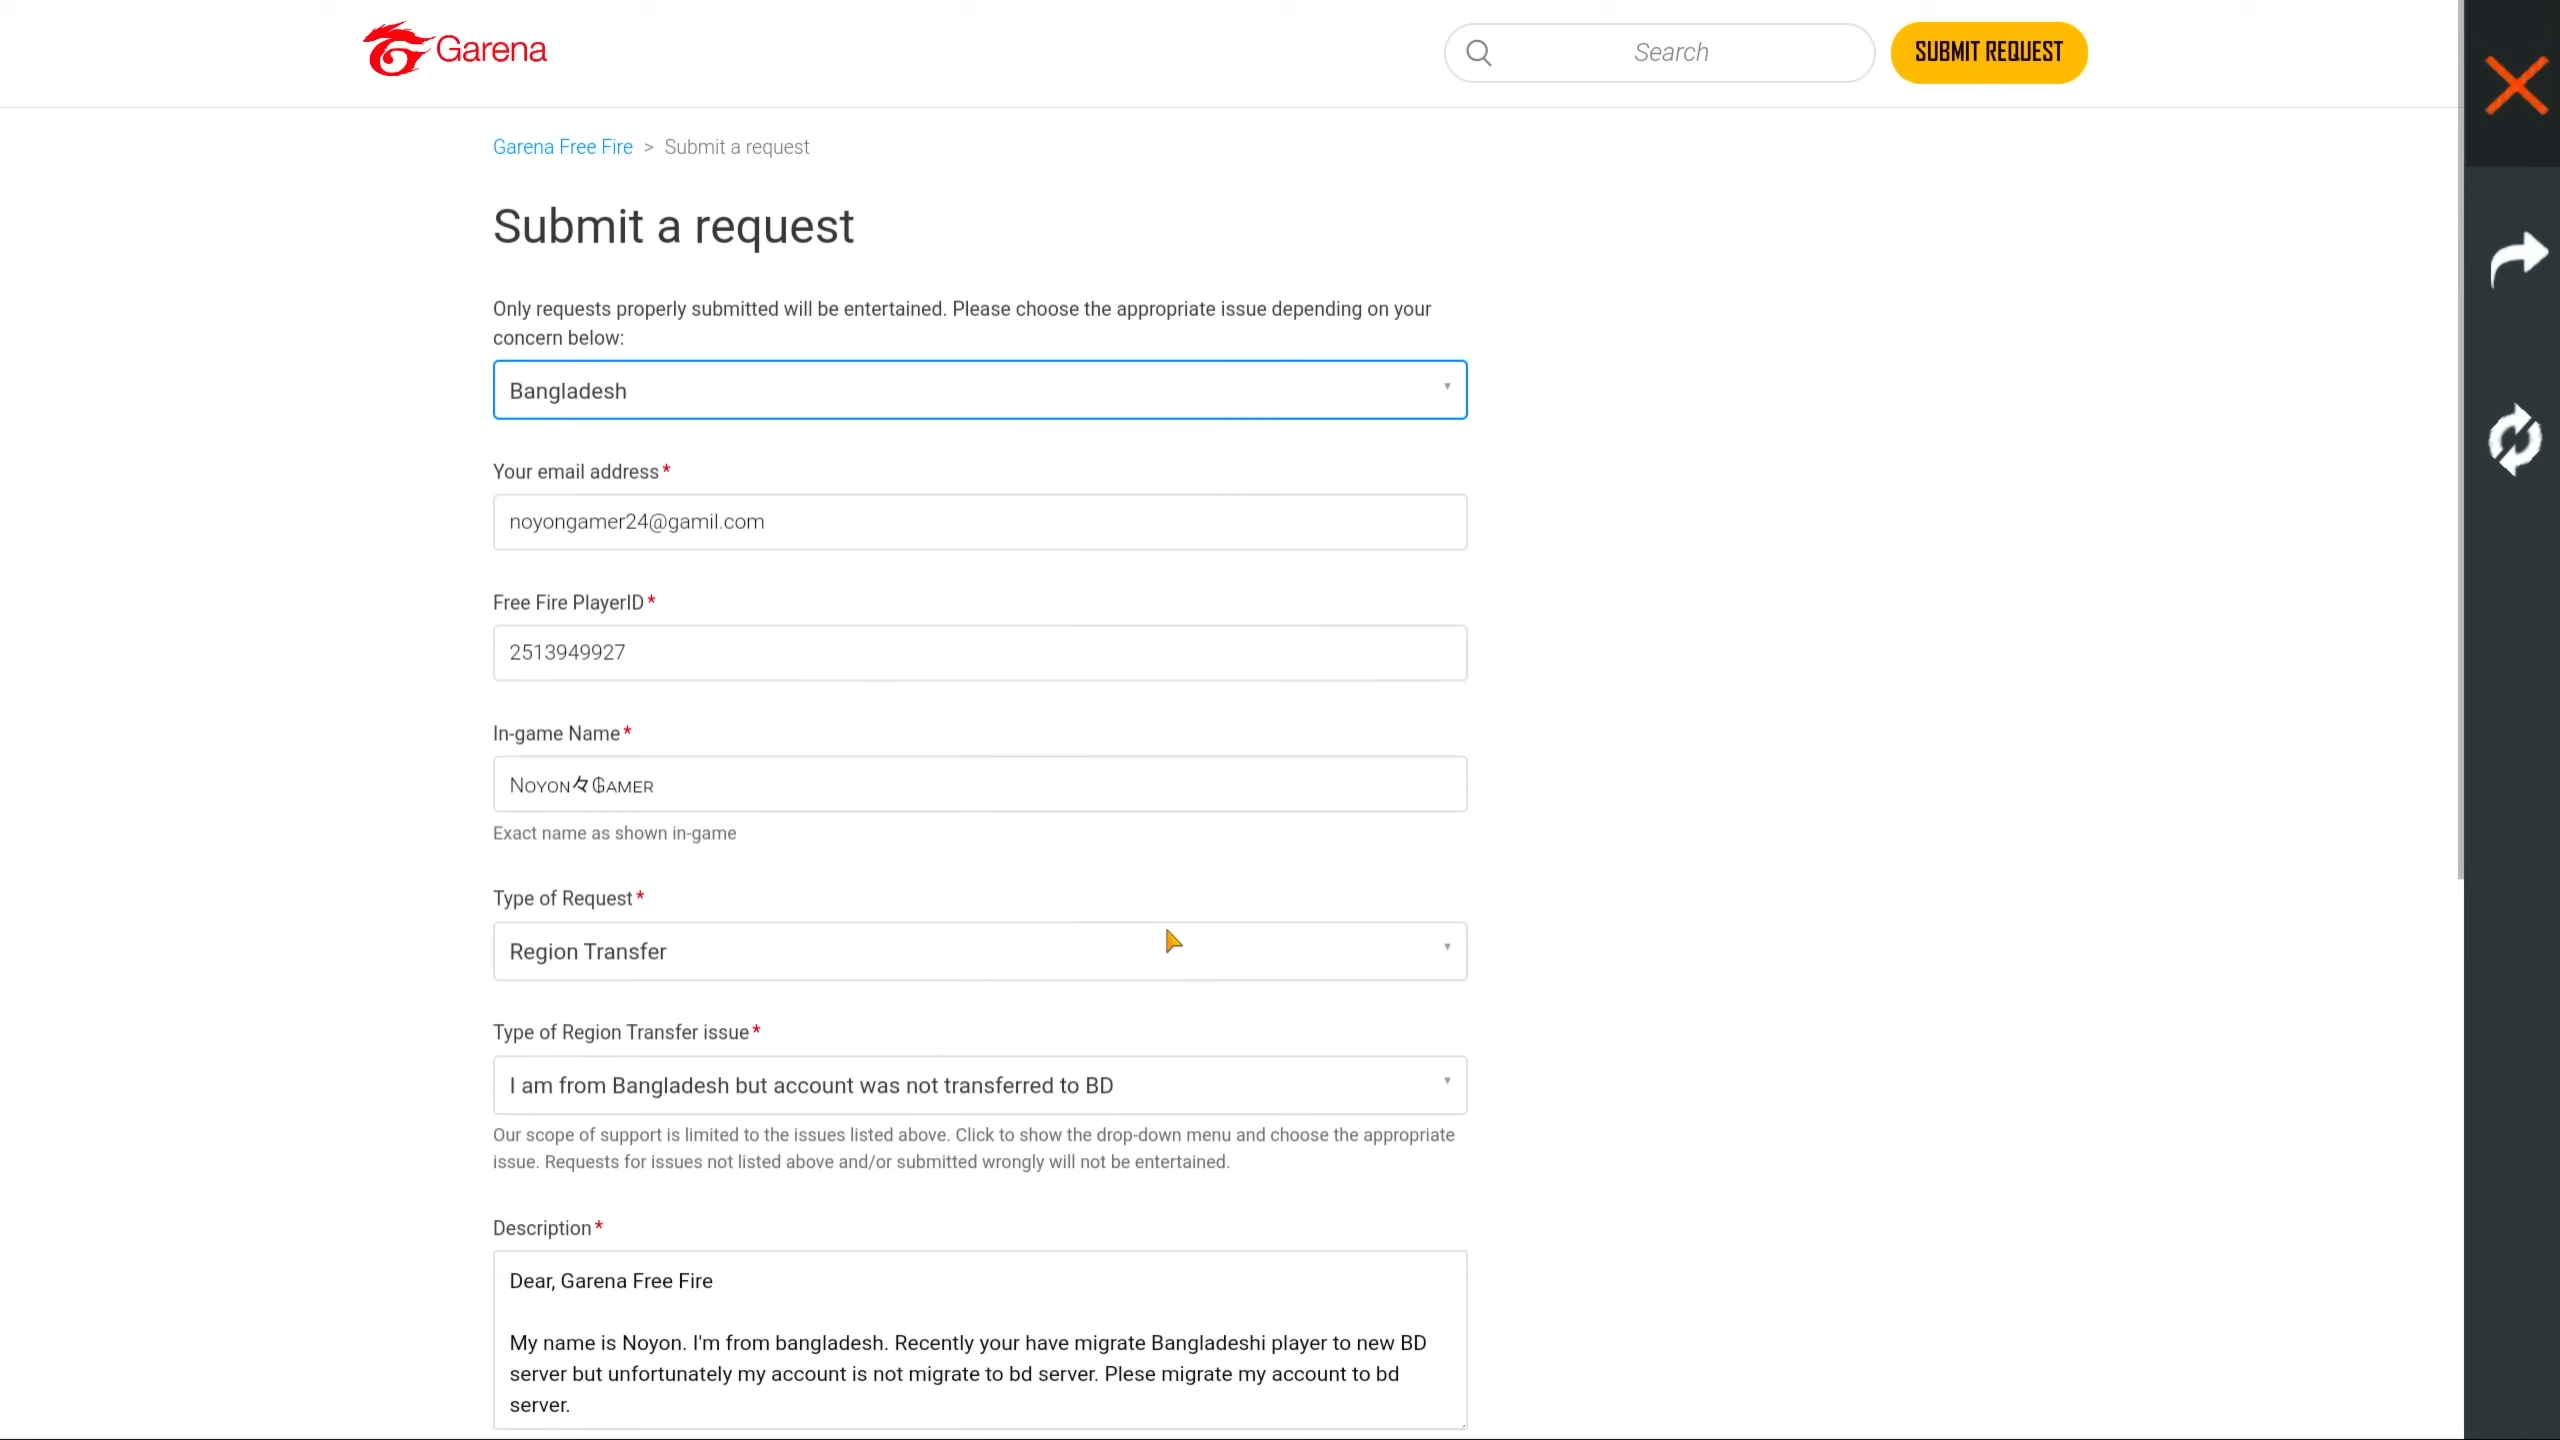 Garena
Search
SUBMIT REQUEST
Garena Free Fire > Submit a request
Submit a request
Only requests properly submitted will be entertained. Please choose the appropriate issue depending on your
concern below:
Bangladesh
Your email address*
noyongamer24@gamil.com
Free Fire PlayerID*
2513949927
In-game Name*
Nᴏʏᴏɴ々₲ᴀᴍᴇʀ
Exact name as shown in-game
Type of Request*
Region Transfer
Type of Region Transfer issue*
I am from Bangladesh but account was not transferred to BD
Our scope of support is limited to the issues listed above. Click to show the drop-down menu and choose the appropriate
issue. Requests for issues not listed above and/or submitted wrongly will not be entertained.
Description*
Dear, Garena Free Fire
My name is Noyon. I'm from bangladesh. Recently your have migrate Bangladeshi player to new BD
server but unfortunately my account is not migrate to bd server. Plese migrate my account to bd
server.